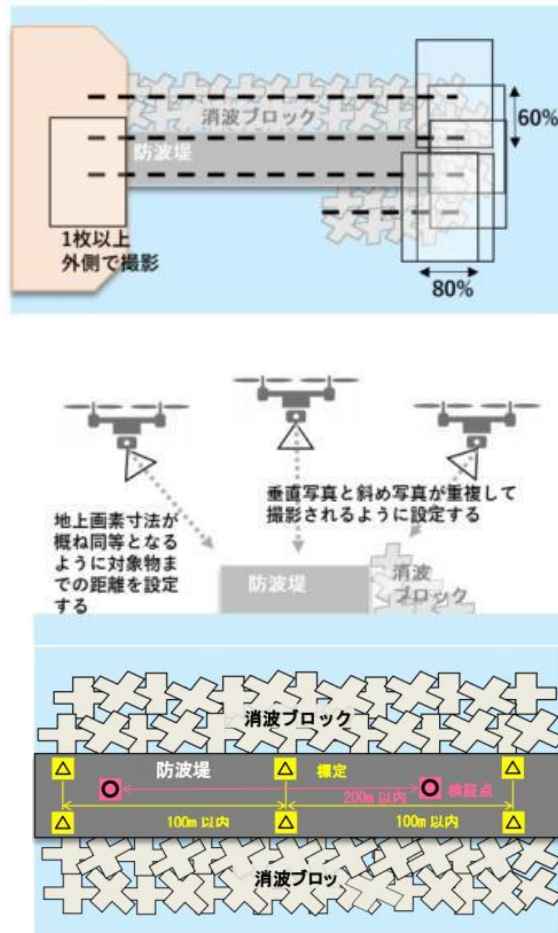 消波ブロック
60%
防波堤
1枚以上
外側で撮影
80%
垂直写真と斜め写真が重複して
撮影されるように設定する
地上画素寸法が
概ね同等となる
ように対象物ま
での距離を設定
する
防波堤
消波
ブロック
消波ブロック
防波堤
標定
200m以内
検証点
100m以内
100m以内
消波ブロッ